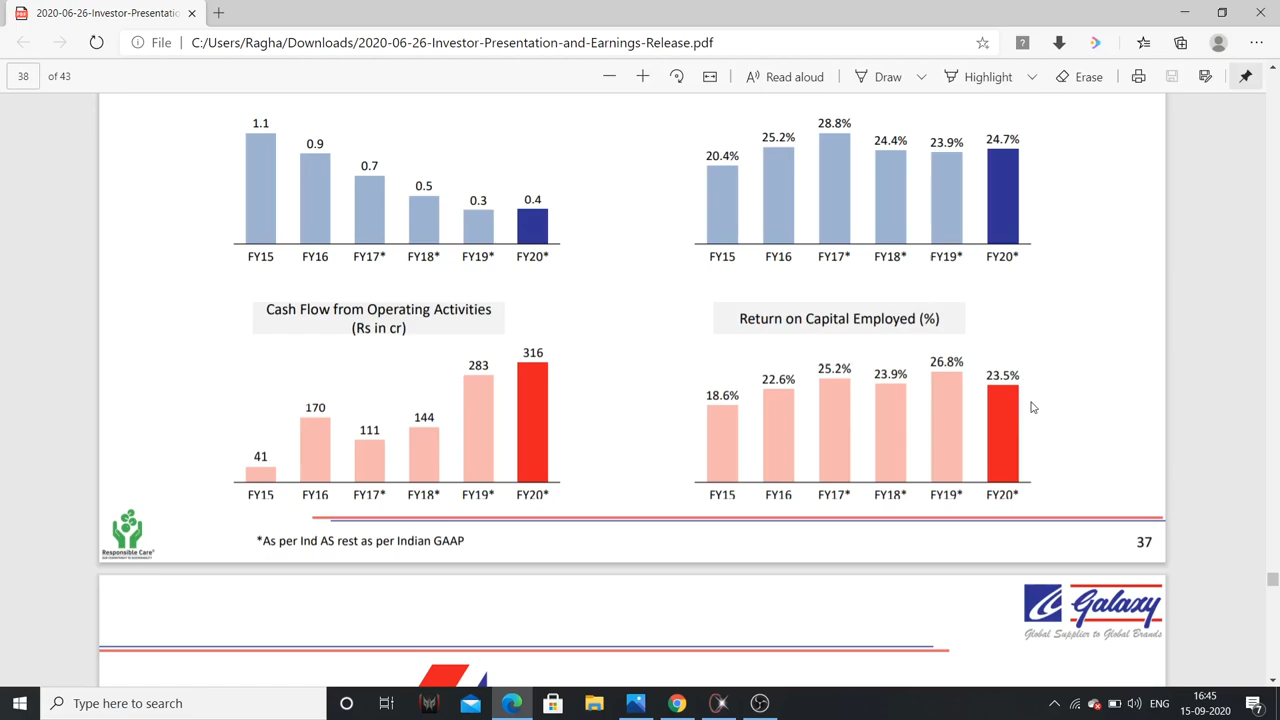 2020-06-26-Investor-Presentatio
File
C:/Users/Ragha/Downloads/2020-06-26-Investor-Presentation-and-Earnings-Release.pdf
38 of 43
Read aloud
Draw
Highlight
Erase
1.1 0.9 0.7 0.5 0.3 0.4
FY15 FY16 FY17* FY18* FY19* FY20*
20.4% 25.2% 28.8% 24.4% 23.9% 24.7%
FY15 FY16 FY17* FY18* FY19* FY20*
Cash Flow from Operating Activities
(Rs in cr)
41 170 111 144 283 316
FY15 FY16 FY17* FY18* FY19* FY20*
Return on Capital Employed (%)
18.6% 22.6% 25.2% 23.9% 26.8% 23.5%
FY15 FY16 FY17* FY18* FY19* FY20*
Responsible Care®
*As per Ind AS rest as per Indian GAAP
37
Galaxy
Global Supplier to Global Brands
Type here to search
ENG
16:45
15-09-2020
7